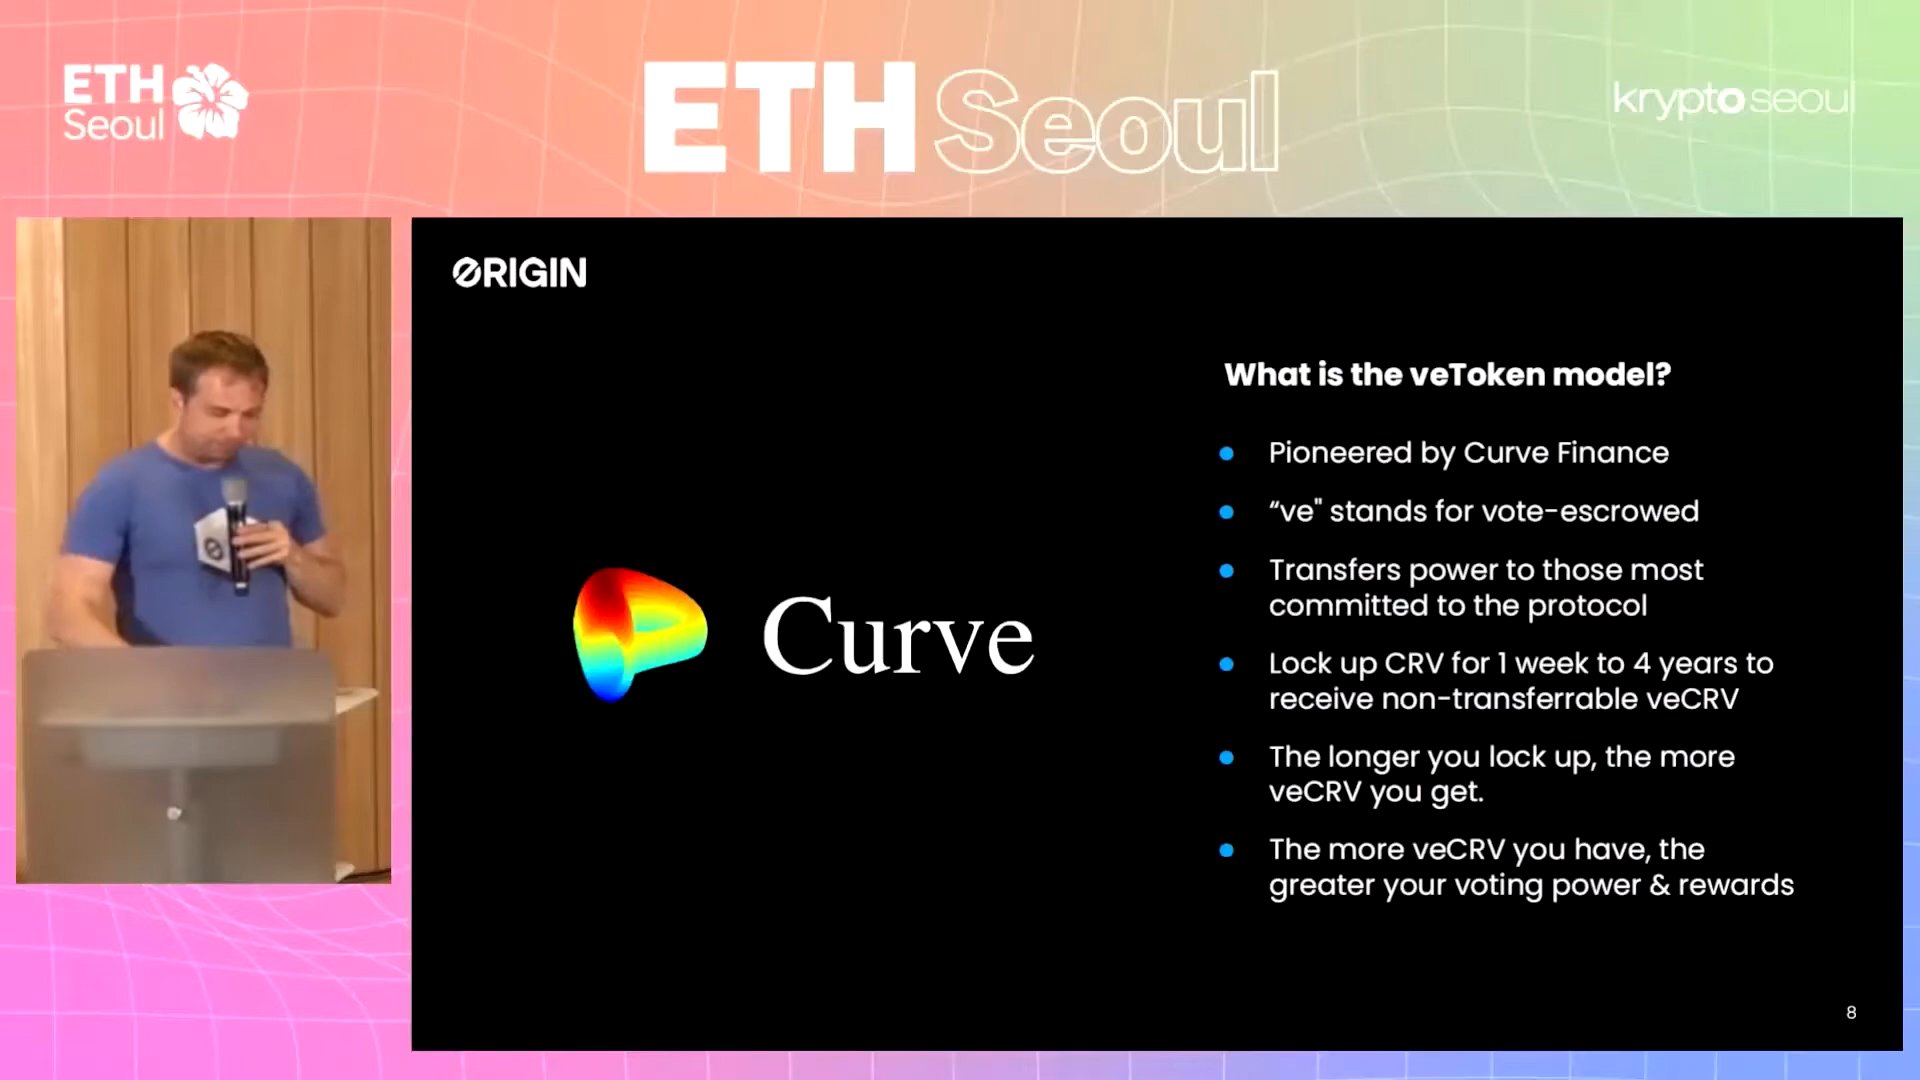 ETH
Seoul
ETH Seoul
krypto seoul
ORIGIN
What is the veToken model?
Pioneered by Curve Finance
“ve" stands for vote-escrowed
Transfers power to those most
committed to the protocol
Lock up CRV for 1 week to 4 years to
receive non-transferrable veCRV
The longer you lock up, the more
veCRV you get.
The more veCRV you have, the
greater your voting power & rewards
Curve
8